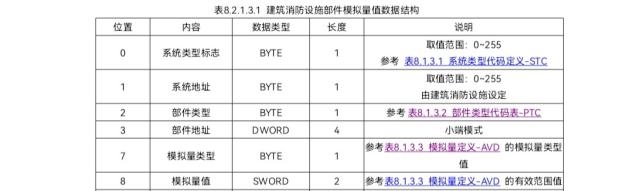 表8.2.1.3.1 建筑消防设施部件模拟量值数据结构
位置 内容 数据类型 长度 说明
0 系统类型标志 BYTE 1 取值范围：0~255
参考 表8.1.3.1 系统类型代码定义-STC
1 系统地址 BYTE 1 取值范围：0~255
由建筑消防设施设定
2 部件类型 BYTE 1 参考 表8.1.3.2 部件类型代码表-PTC
3 部件地址 DWORD 4 小端模式
7 模拟量类型 BYTE 1 参考表8.1.3.3 模拟量定义-AVD 的模拟量类型
值
8 模拟量值 SWORD 2 参考表8.1.3.3 模拟量定义-AVD 的有效范围值